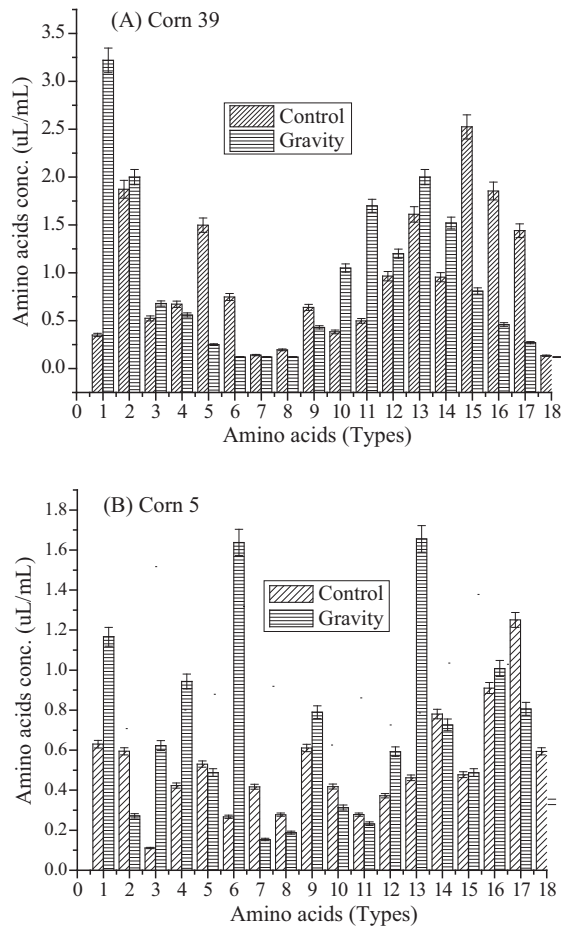 (A) Corn 39
3.5
3.0
2.5
2.0
1.5
1.0
0.5
0.0
Amino acids conc. (uL/mL)
Control
Gravity
0 1 2 3 4 5 6 7 8 9 10 11 12 13 14 15 16 17 18
Amino acids (Types)
(B) Corn 5
1.8
1.6
1.4
1.2
1.0
0.8
0.6
0.4
0.2
0.0
Amino acids conc. (uL/mL)
Control
Gravity
0 1 2 3 4 5 6 7 8 9 10 11 12 13 14 15 16 17 18
Amino acids (Types)